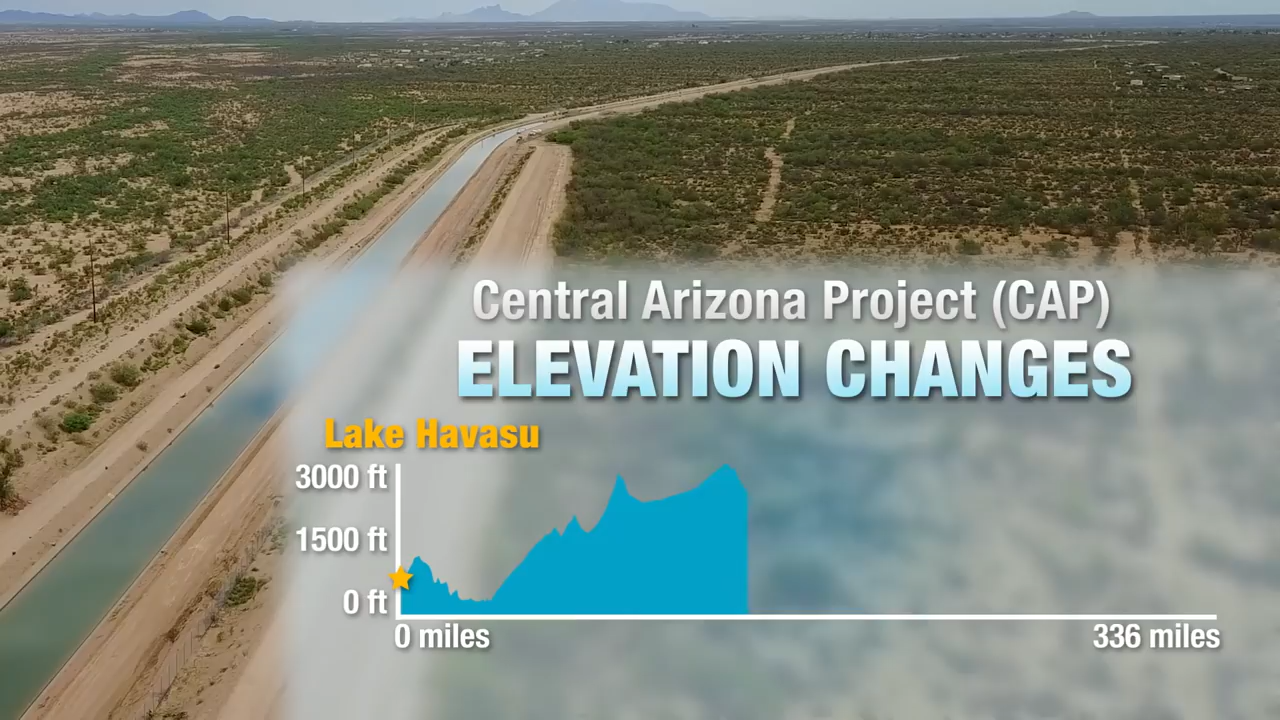 Central Arizona Project (CAP)
ELEVATION CHANGES
Lake Havasu
3000 ft
1500 ft
0 ft
0 miles
336 miles